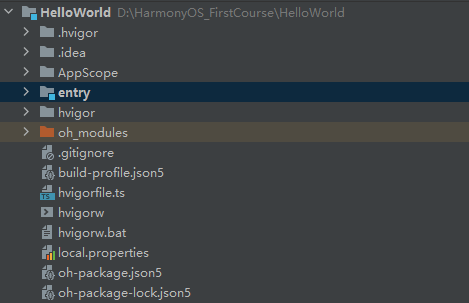 HelloWorld D:\HarmonyOS_FirstCourse\HelloWorld
.hvigor
.idea
AppScope
entry
hvigor
oh_modules
.gitignore
build-profile.json5
hvigorfile.ts
hvigorw
hvigorw.bat
local.properties
oh-package.json5
oh-package-lock.json5